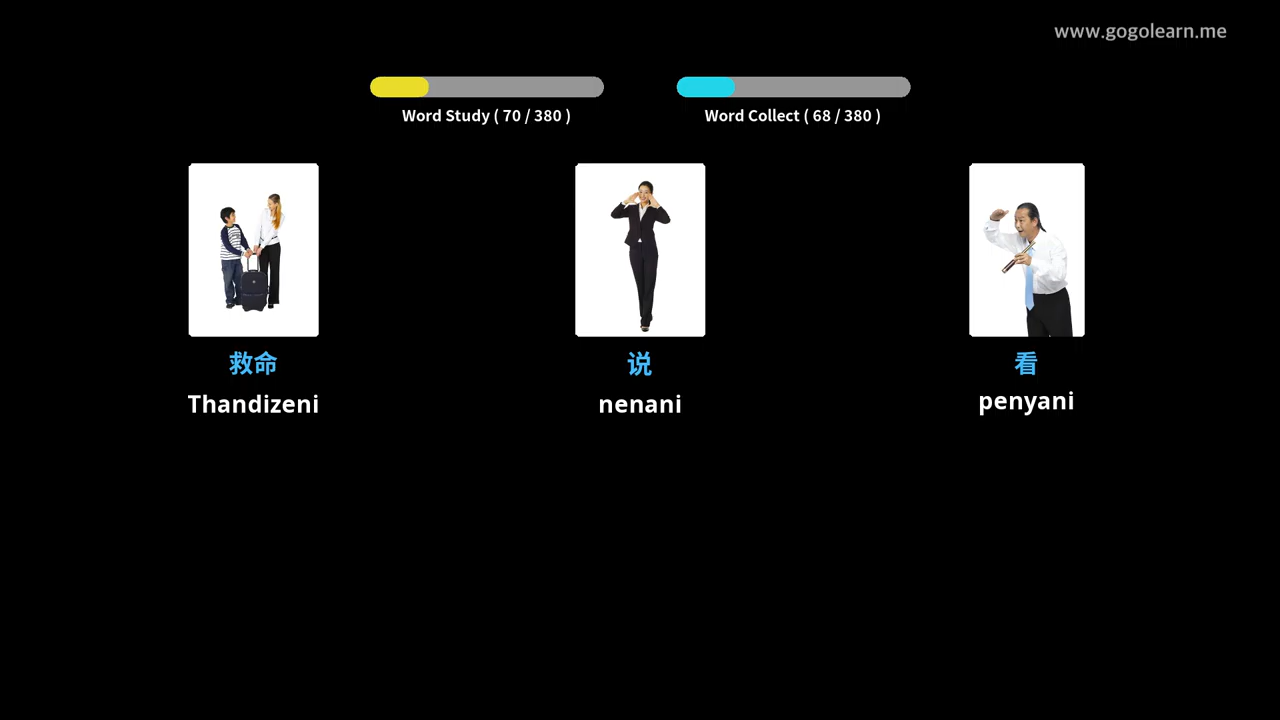 www.gogolearn.me
Word Study ( 70 / 380 )
Word Collect ( 68 / 380 )
救命
说
看
Thandizeni
nenani
penyani